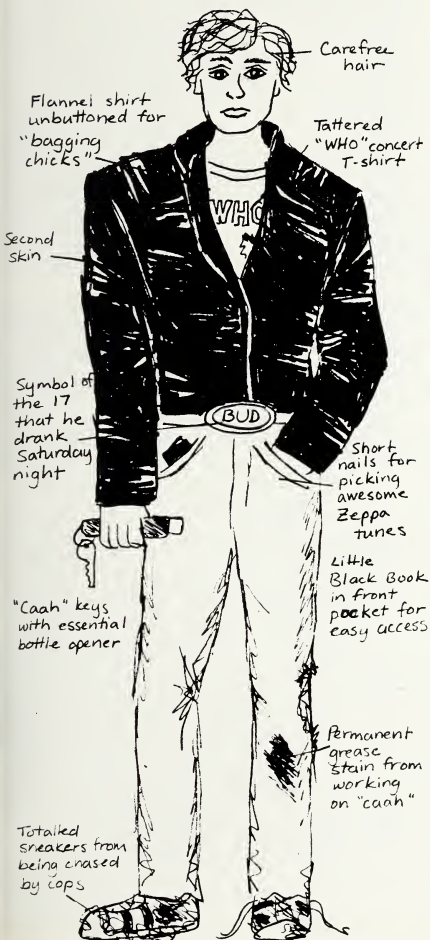 Carefree
hair
Flannel shirt
unbuttoned for
"bagging
chicks"
Tattered
"WHO" concert
T-shirt
WHO
Second
skin
Symbol of
the 17
that he
drank
Saturday
night
BUD
Short
nails for
picking
awesome
Zeppa
tunes
Little
Black Book
in front
pocket for
easy access
"Caah" keys
with essential
bottle opener
Permanent
grease
stain from
working
on "caah"
Totalled
sneakers from
being chased
by cops